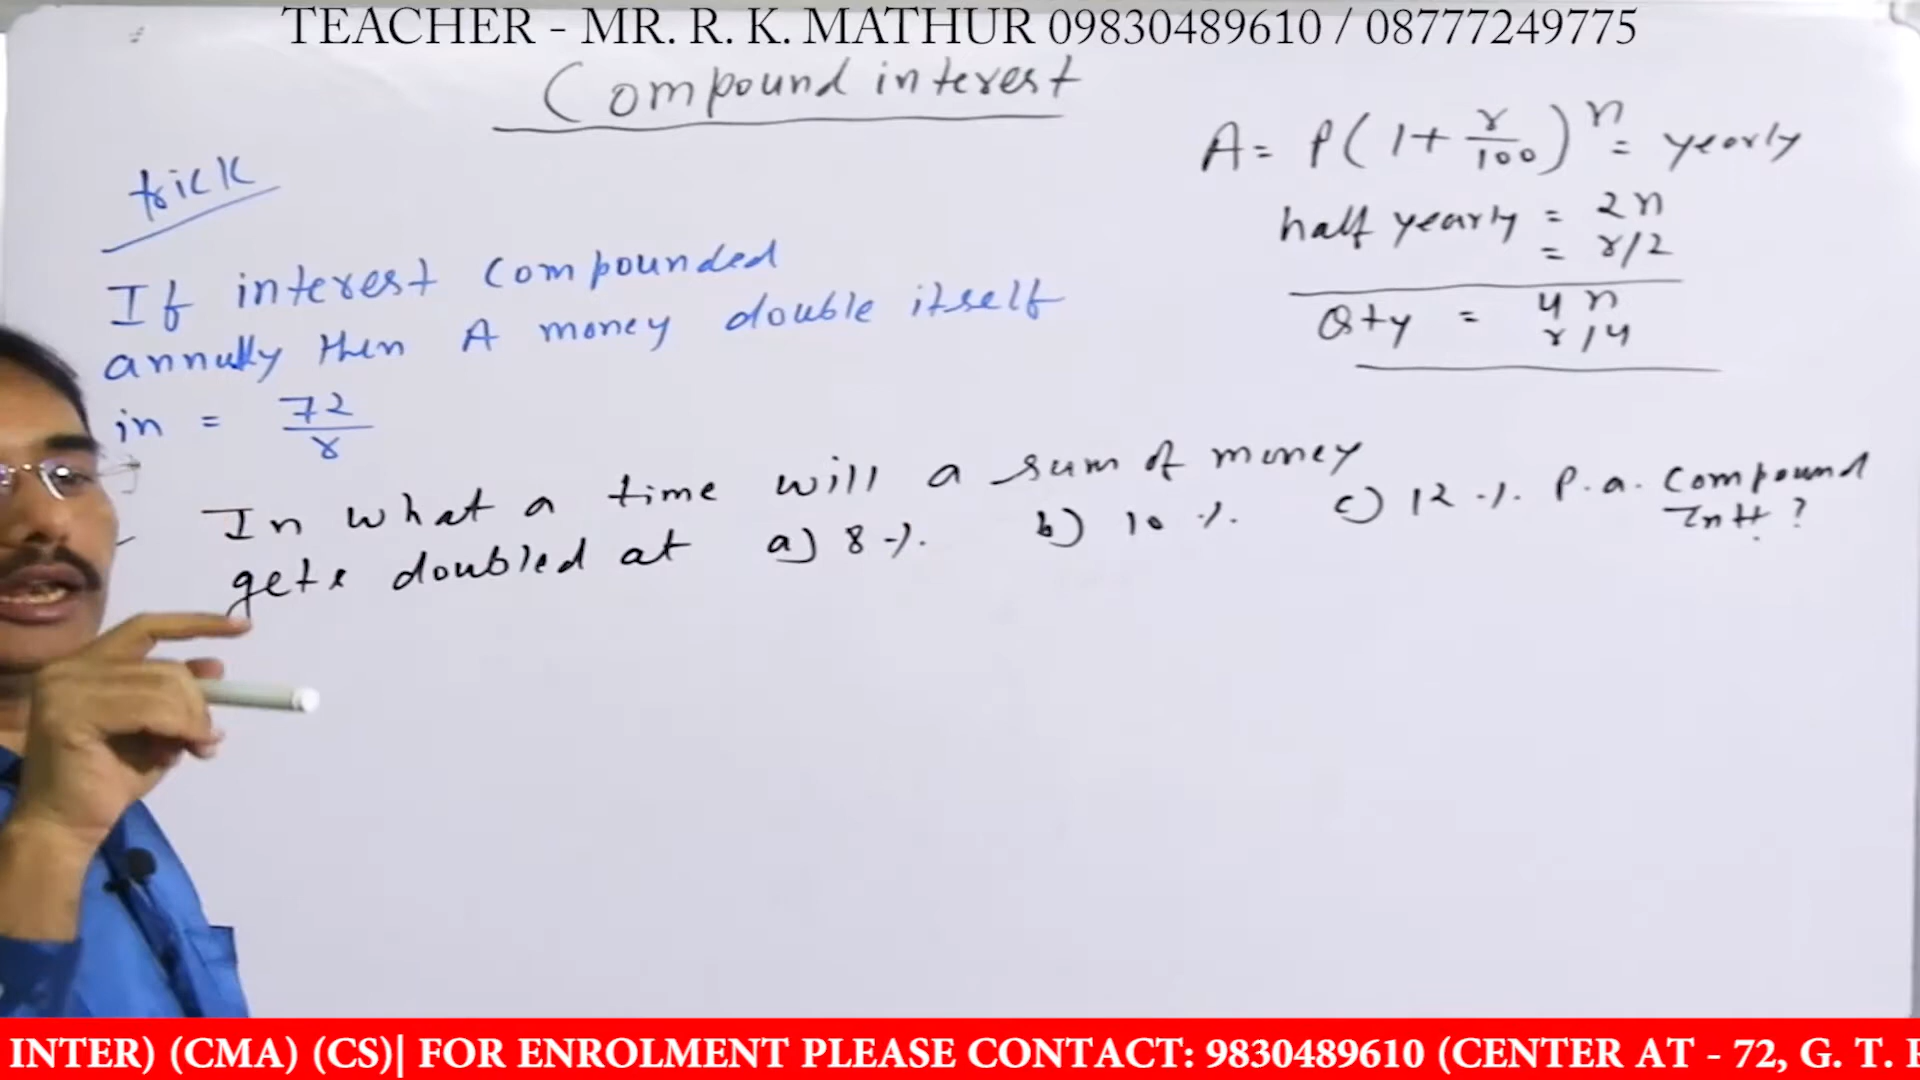 TEACHER - MR. R. K. MATHUR 09830489610 / 08777249775
Compound interest
trick
If interest compounded
annully then A money double itself
in = 72/r
A = P(1 + r/100)^n = yearly
half yearly = 2n
= r/2
Qty = 4n
r/4
In what a time will a sum of money
gets doubled at a) 8 %. b) 10 %. c) 12 %. P.a. Compound
Intt ?
INTER) (CMA) (CS)| FOR ENROLMENT PLEASE CONTACT: 9830489610 (CENTER AT - 72, G. T.